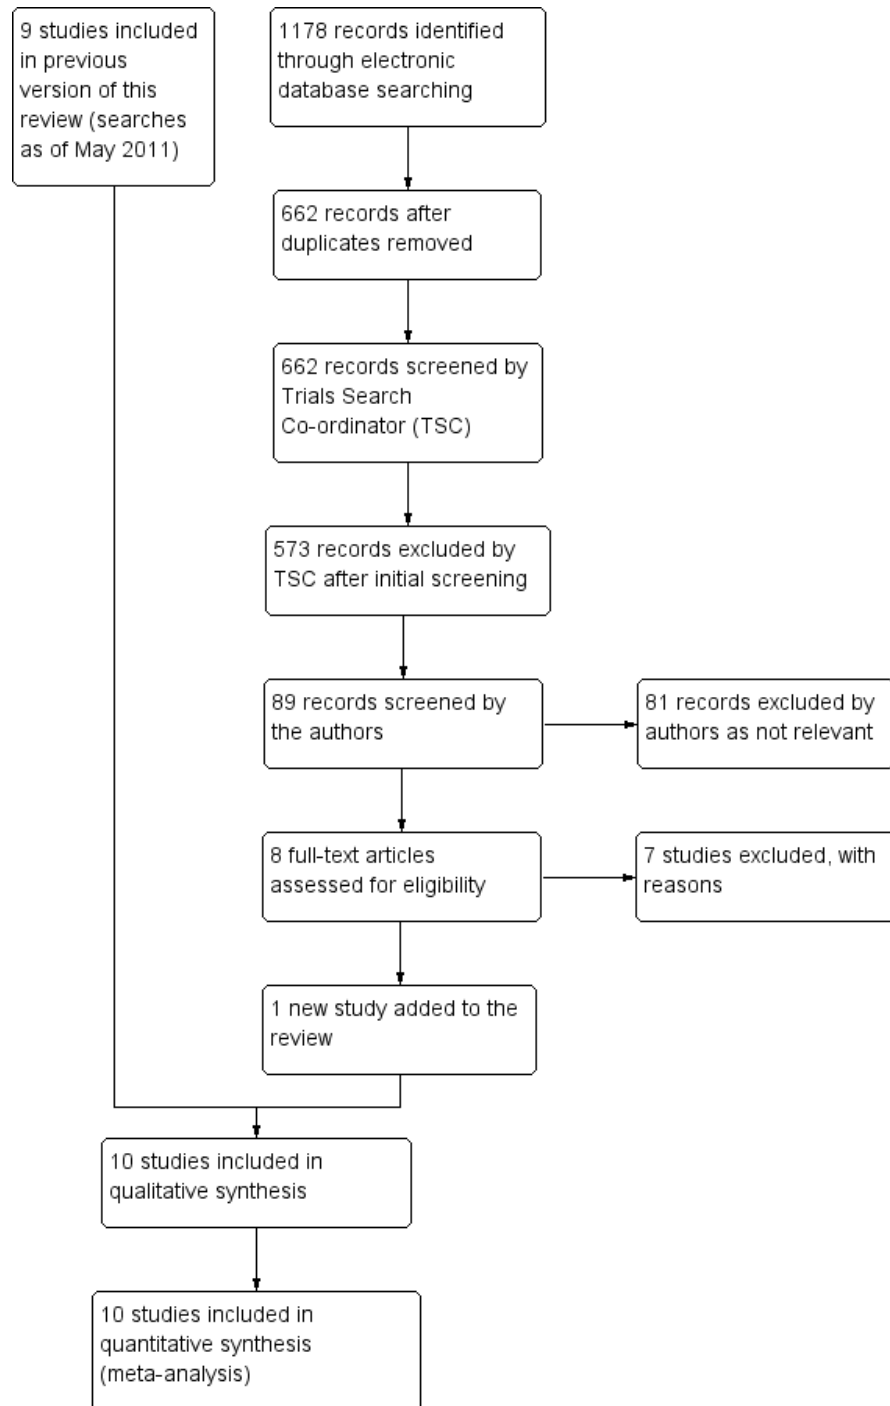 9 studies included
in previous
version of this
review (searches
as of May 2011)
1178 records identified
through electronic
database searching
662 records after
duplicates removed
662 records screened by
Trials Search
Co-ordinator (TSC)
573 records excluded by
TSC after initial screening
89 records screened by
the authors
81 records excluded by
authors as not relevant
8 full-text articles
assessed for eligibility
7 studies excluded, with
reasons
1 new study added to the
review
10 studies included in
qualitative synthesis
10 studies included in
quantitative synthesis
(meta-analysis)